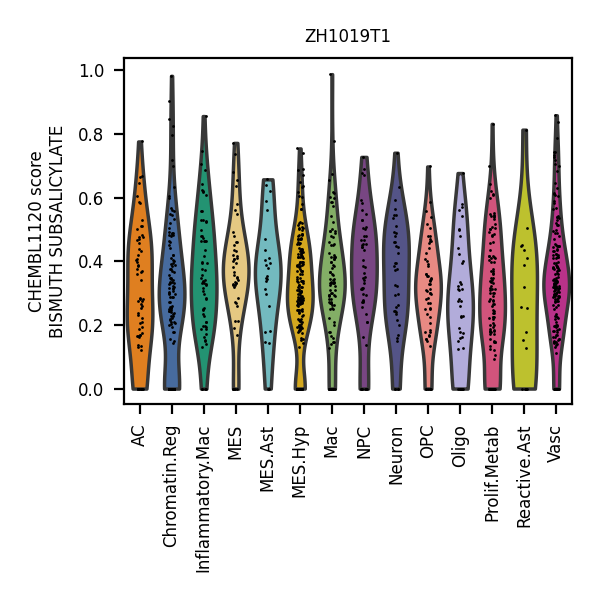 ZH1019T1
CHEMBL1120 score
BISMUTH SUBSALICYLATE
1.0
0.8
0.6
0.4
0.2
0.0
AC
Chromatin.Reg
Inflammatory.Mac
MES
MES.Ast
MES.Hyp
Mac
NPC
Neuron
OPC
Oligo
Prolif.Metab
Reactive.Ast
Vasc